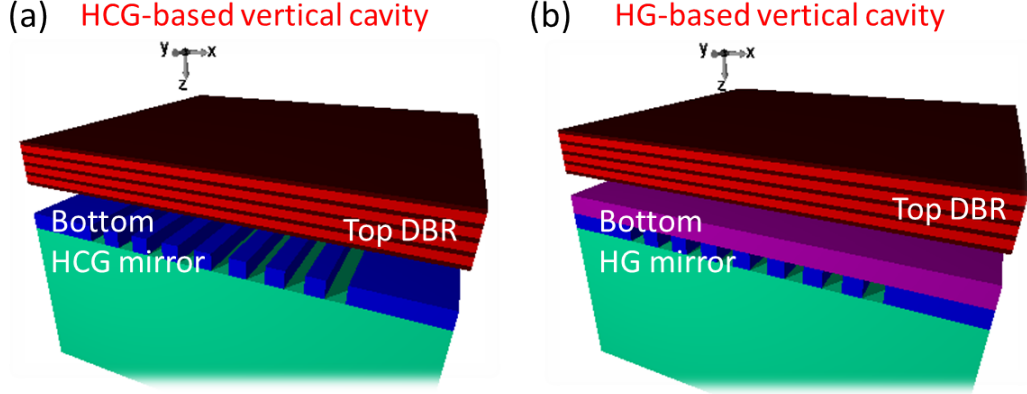 (a) HCG-based vertical cavity
y x
z
Bottom
HCG mirror
Top DBR
(b) HG-based vertical cavity
y x
z
Bottom
HG mirror
Top DBR